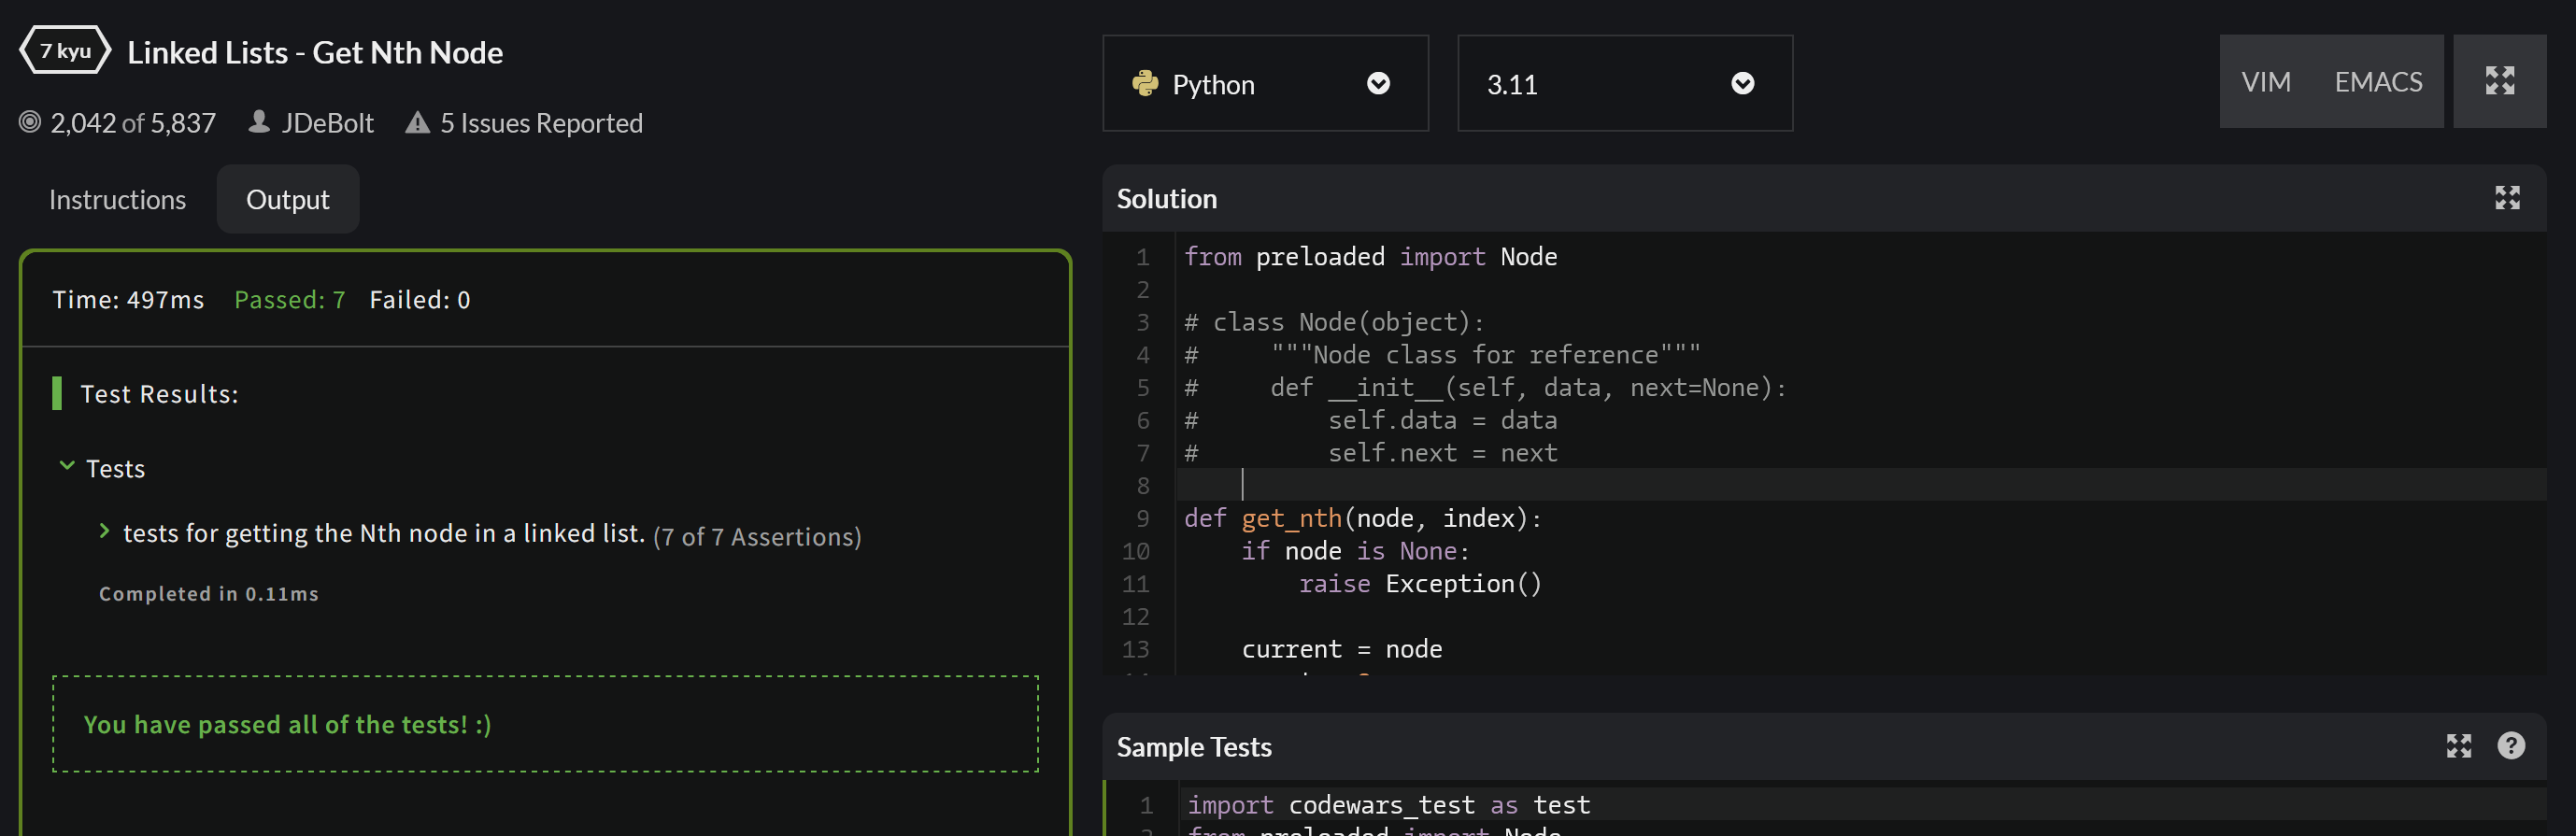 7 kyu Linked Lists - Get Nth Node
2,042 of 5,837 JDeBolt 5 Issues Reported
Instructions Output
Time: 497ms Passed: 7 Failed: 0
Test Results:
Tests
tests for getting the Nth node in a linked list. (7 of 7 Assertions)
Completed in 0.11ms
You have passed all of the tests! :)
Python 3.11 VIM EMACS
Solution
1 from preloaded import Node
2
3 # class Node(object):
4 #     """Node class for reference"""
5 #     def __init__(self, data, next=None):
6 #         self.data = data
7 #         self.next = next
8
9 def get_nth(node, index):
10     if node is None:
11         raise Exception()
12
13     current = node
Sample Tests
1 import codewars_test as test
2 from preloaded import Node